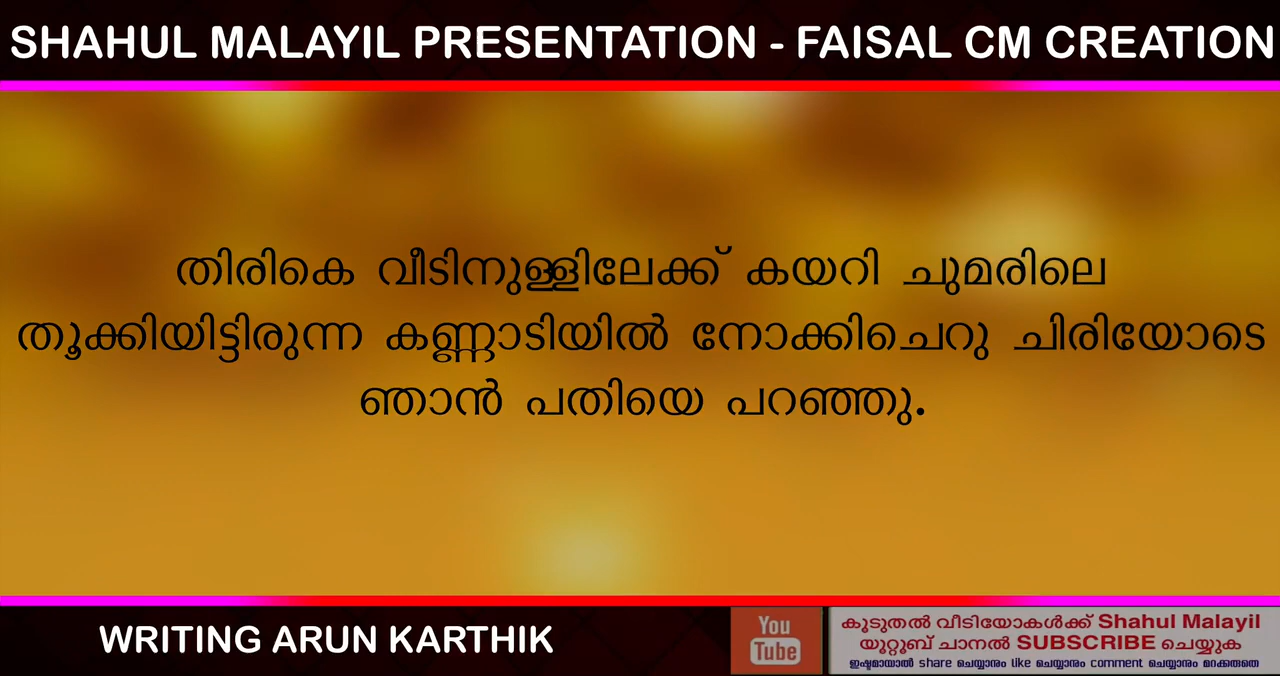 SHAHUL MALAYIL PRESENTATION - FAISAL CM CREATION
തിരികെ വീടിനുള്ളിലേക്ക് കയറി ചുമരിലെ
തൂക്കിയിട്ടിരുന്ന കണ്ണാടിയിൽ നോക്കിചെറു ചിരിയോടെ
ഞാൻ പതിയെ പറഞ്ഞു.
WRITING ARUN KARTHIK
You
Tube
കൂടുതൽ വീടിയോകൾക്ക് Shahul Malayil
യൂറ്റൂബ് ചാനൽ SUBSCRIBE ചെയ്യുക
ഇഷ്ടമായാൽ share ചെയ്യാനും like ചെയ്യാനും comment ചെയ്യാനും മറക്കരുതെ